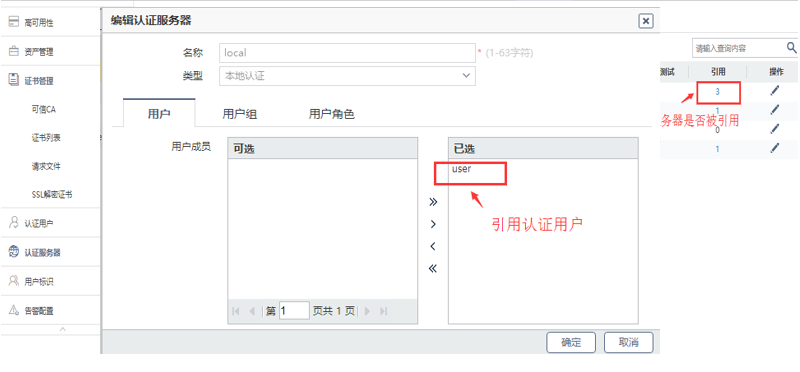 高可用性
资产管理
证书管理
可信CA
证书列表
请求文件
SSL解密证书
认证用户
认证服务器
用户标识
告警配置
编辑认证服务器
名称 local * (1-63字符)
类型 本地认证
用户 用户组 用户角色
用户成员 可选 已选
user
引用认证用户
第 1 页共 1 页
确定 取消
请输入查询内容
测试 引用 操作
3
1
务器是否被引用
0
1